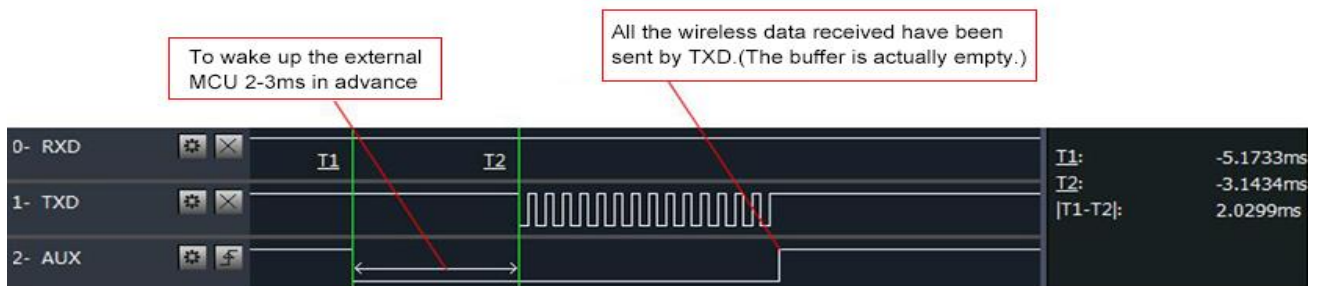 To wake up the external
MCU 2-3ms in advance
All the wireless data received have been
sent by TXD.(The buffer is actually empty.)
0- RXD
T1
T2
1- TXD
2- AUX
T1: -5.1733ms
T2: -3.1434ms
|T1-T2|: 2.0299ms